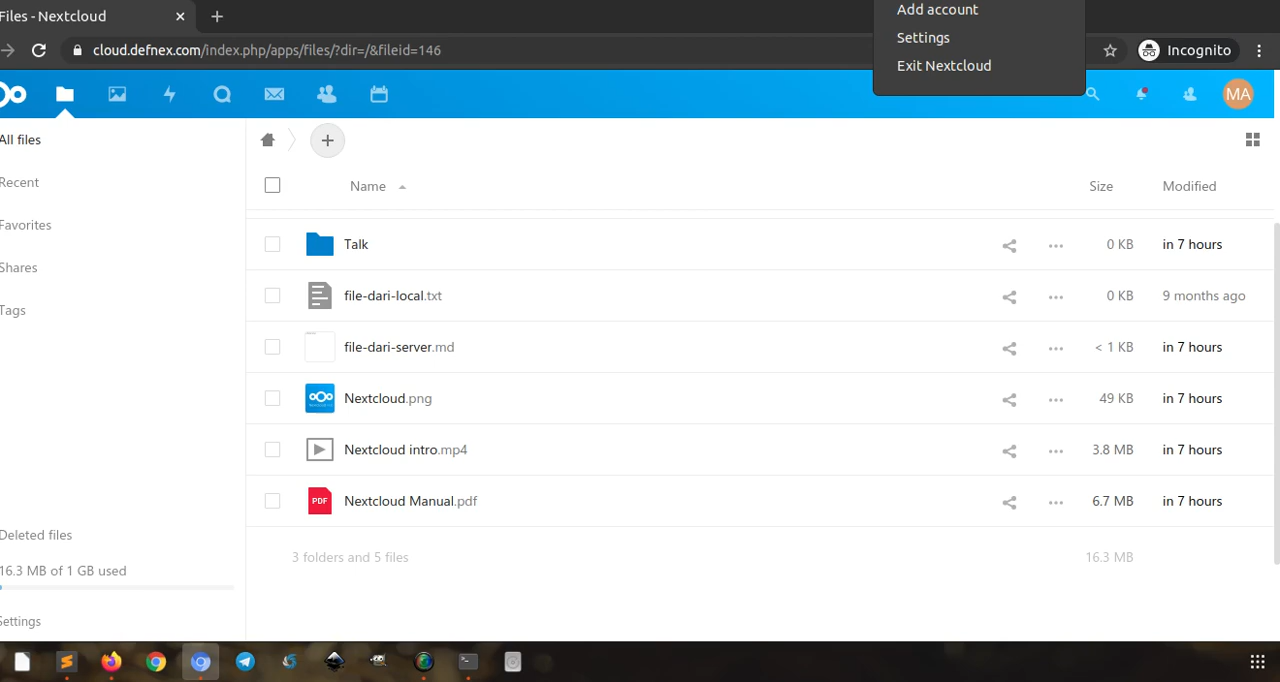 Files - Nextcloud
Add account
Settings
Exit Nextcloud
cloud.defnex.com/index.php/apps/files/?dir=/&fileid=146
Incognito
MA
All files
Recent
Favorites
Shares
Tags
Deleted files
16.3 MB of 1 GB used
Settings
Name Size Modified
Talk 0 KB in 7 hours
file-dari-local.txt 0 KB 9 months ago
file-dari-server.md < 1 KB in 7 hours
Nextcloud.png 49 KB in 7 hours
Nextcloud intro.mp4 3.8 MB in 7 hours
PDF Nextcloud Manual.pdf 6.7 MB in 7 hours
3 folders and 5 files 16.3 MB